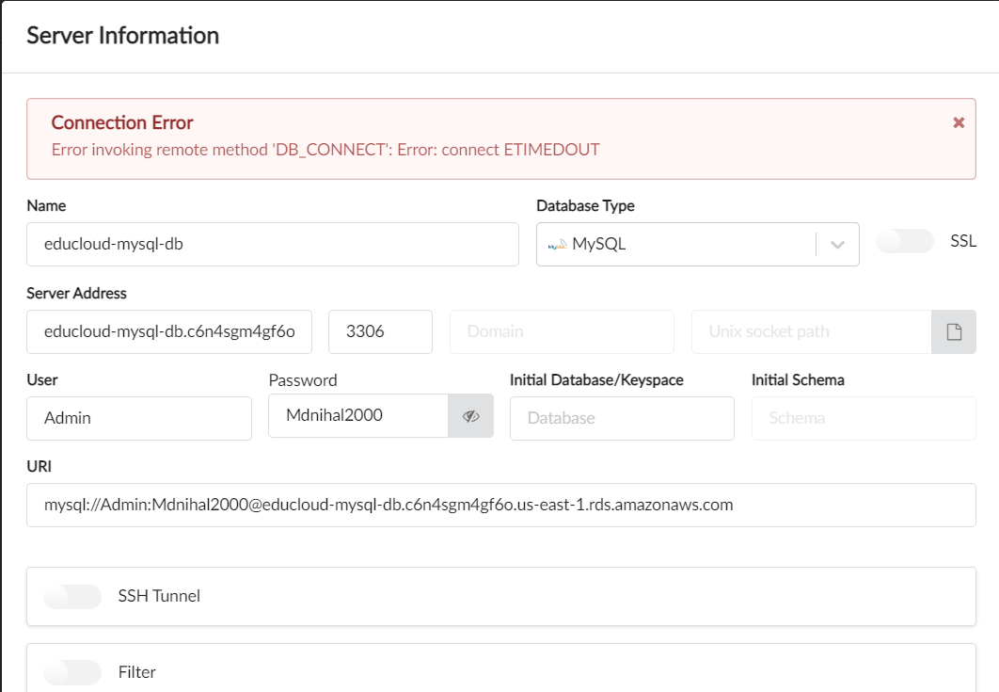 Server Information
Connection Error
Error invoking remote method 'DB_CONNECT': Error: connect ETIMEDOUT
Name
Database Type
educloud-mysql-db
MySQL MySQL
SSL
Server Address
educloud-mysql-db.c6n4sgm4gf6o
3306
Domain
Unix socket path
User
Password
Initial Database/Keyspace
Initial Schema
Admin
Mdnihal2000
Database
Schema
URI
mysql://Admin:Mdnihal2000@educloud-mysql-db.c6n4sgm4gf6o.us-east-1.rds.amazonaws.com
SSH Tunnel
Filter